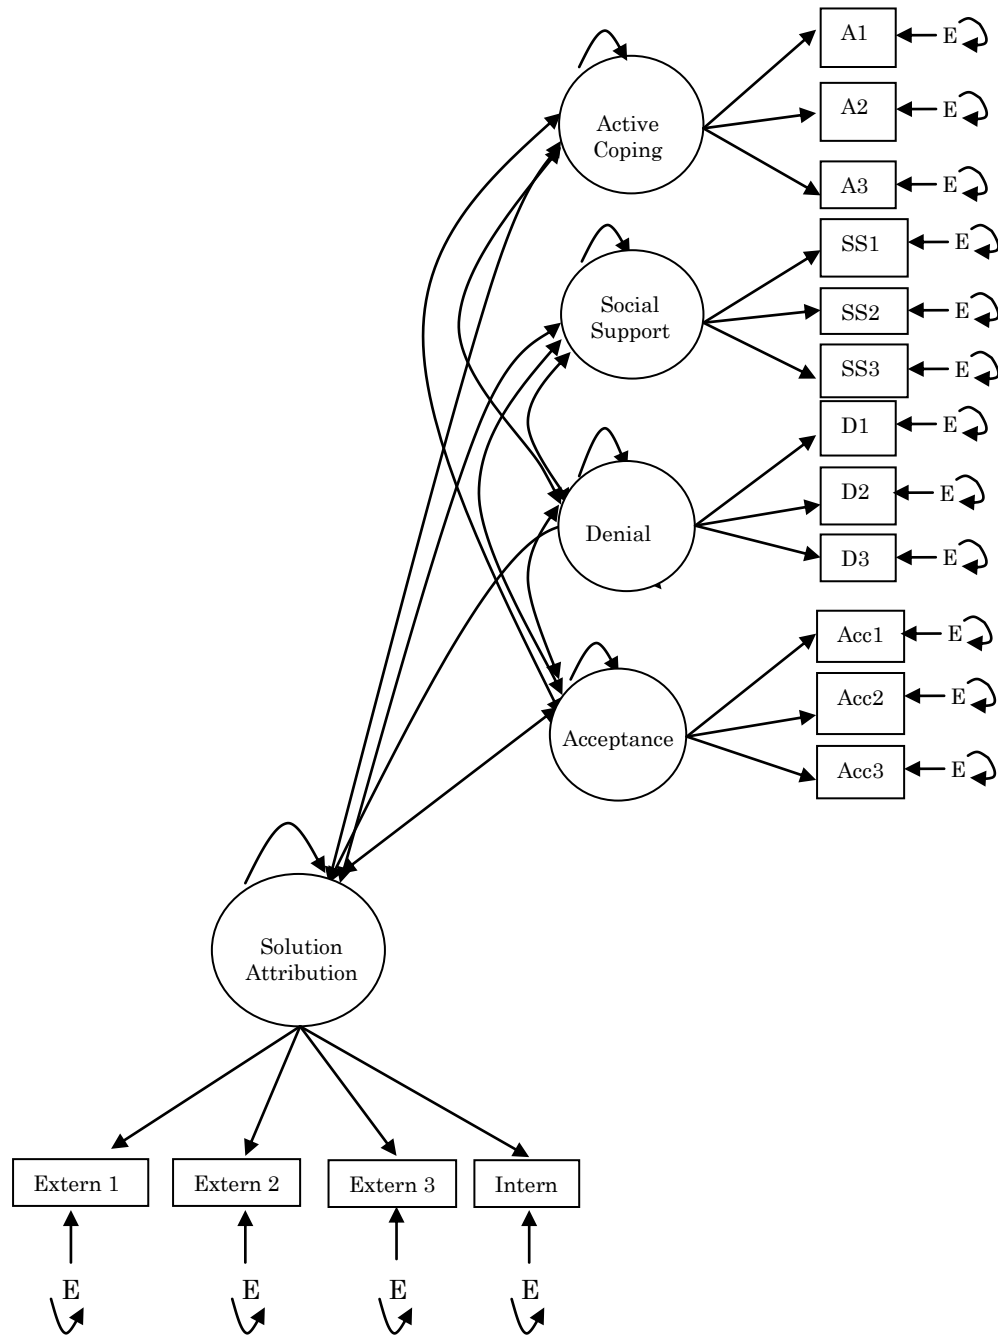 A1
E
Active
Coping
A2
E
A3
E
SS1
E
Social
Support
SS2
E
SS3
E
D1
E
D2
E
Denial
D3
E
Acc1
E
Acc2
E
Acceptance
Acc3
E
Solution
Attribution
Extern 1
Extern 2
Extern 3
Intern
E
E
E
E